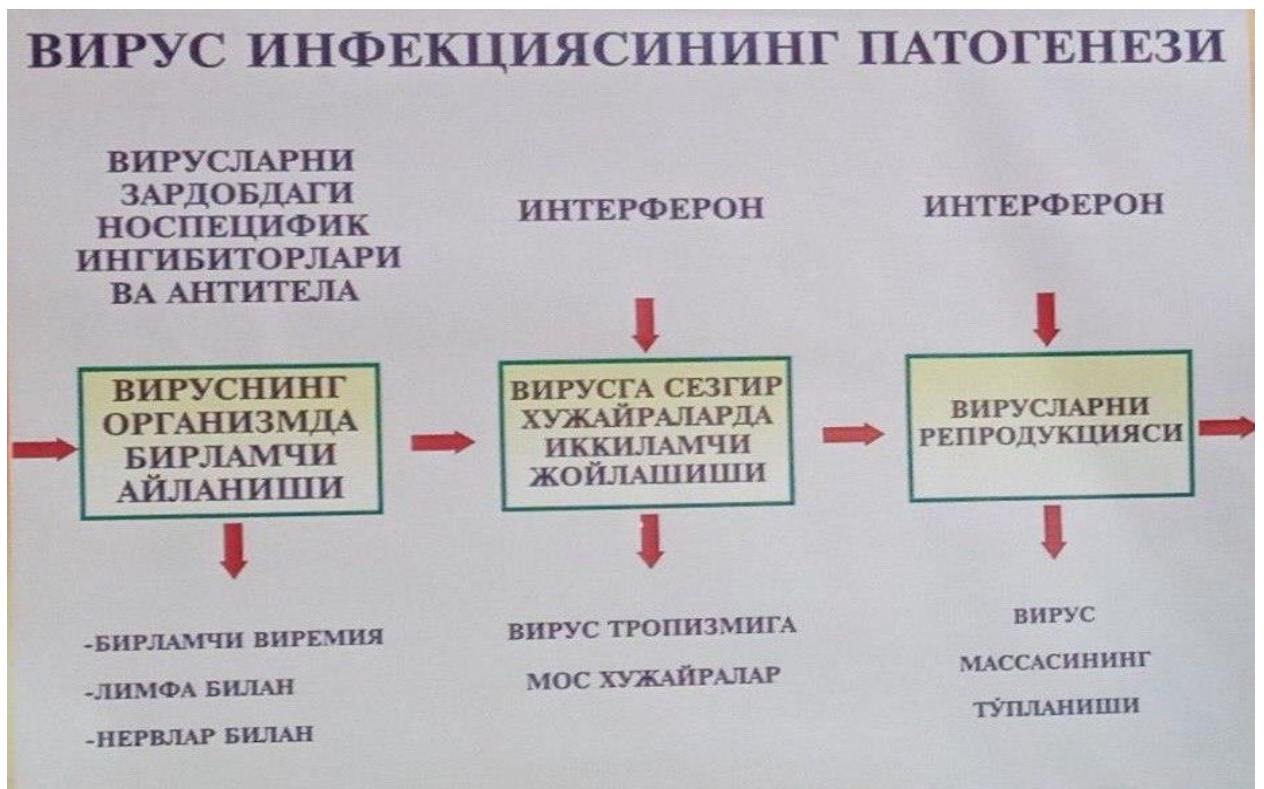 ВИРУС ИНФЕКЦИЯСИНИНГ ПАТОГЕНЕЗИ
ВИРУСЛАРНИ
ЗАРДОБДАГИ
НОСПЕЦИФИК
ИНГИБИТОРЛАРИ
ВА АНТИТЕЛА
ИНТЕРФЕРОН
ИНТЕРФЕРОН
ВИРУСНИНГ
ОРГАНИЗМДА
БИРЛАМЧИ
АЙЛАНИШИ
ВИРУСГА СЕЗГИР
ХУЖАЙРАЛАРДА
ИККИЛАМЧИ
ЖОЙЛАШИШИ
ВИРУСЛАРНИ
РЕПРОДУКЦИЯСИ
-БИРЛАМЧИ ВИРЕМИЯ
-ЛИМФА БИЛАН
-НЕРВЛАР БИЛАН
ВИРУС ТРОПИЗМИГА
МОС ХУЖАЙРАЛАР
ВИРУС
МАССАСИНИНГ
ТЎПЛАНИШИ